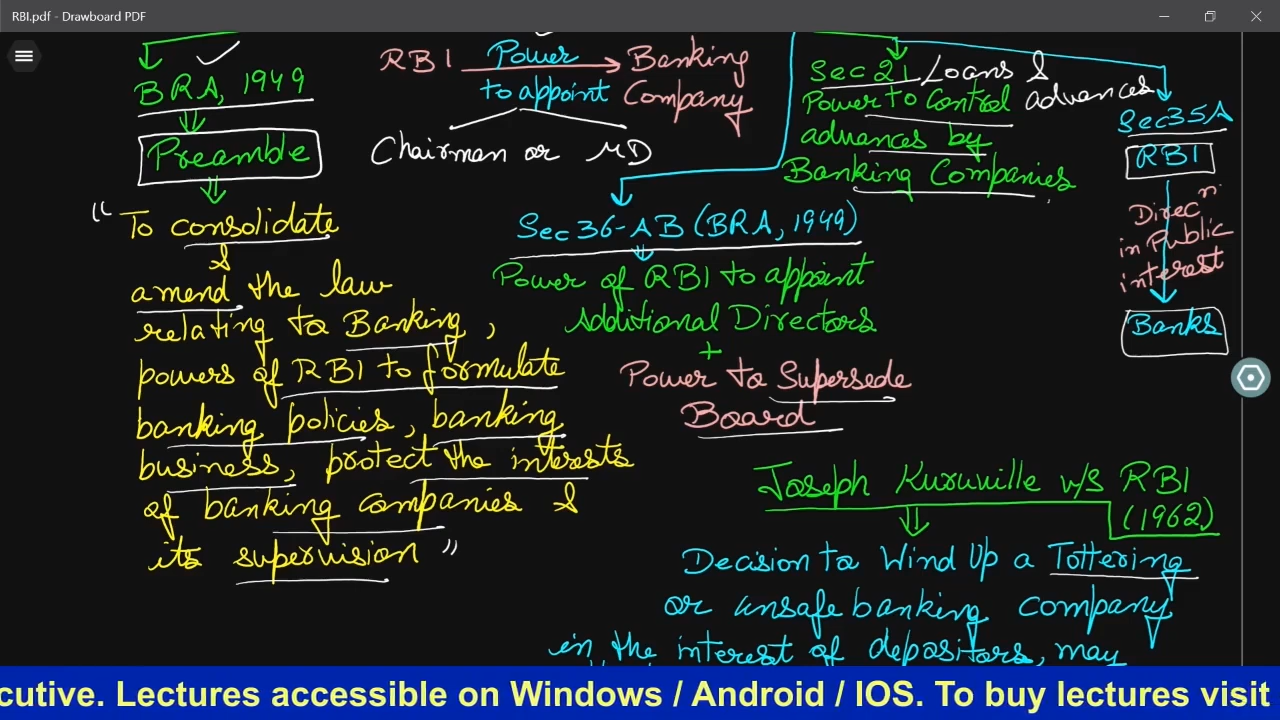 RBI.pdf - Drawboard PDF
BRA, 1949
Preamble
"To consolidate
&
amend the law
relating to Banking,
powers of RBI to formulate
banking policies, banking
business, protect the interests
of banking companies &
its supervision"
RBI Power Banking
to appoint Company
Chairman or MD
Sec 36-AB (BRA, 1949)
Power of RBI to appoint
Additional Directors
+
Power to Supersede
Board
Sec 21 Loans &
Power to Control advances
advances by
Banking Companies
Sec 35A
RBI
Direcn
in Public
interest
Banks
Joseph Kuruville v/s RBI
(1962)
Decision to Wind Up a Tottering
or unsafe banking company
in the interest of depositors, may
cutive. Lectures accessible on Windows / Android / IOS. To buy lectures visit